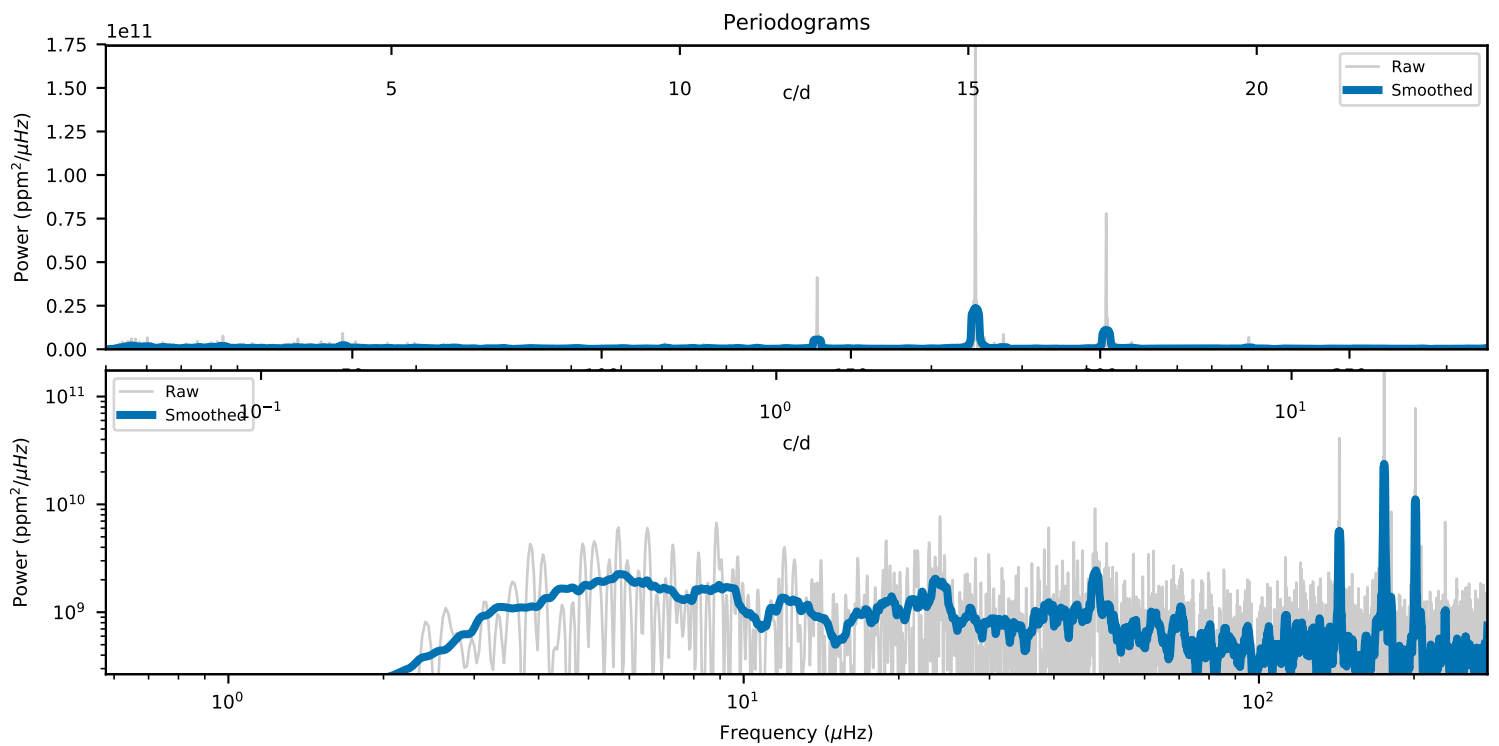 Periodograms
1e11
1.75
1.50
1.25
1.00
0.75
0.50
0.25
0.00
Power (ppm²/μHz)
5 10 15 20
c/d
Raw
Smoothed
10¹¹
10¹⁰
10⁹
Power (ppm²/μHz)
Raw
Smoothed
10⁻¹ 10⁰ 10¹
c/d
10⁰ 10¹ 10²
Frequency (μHz)